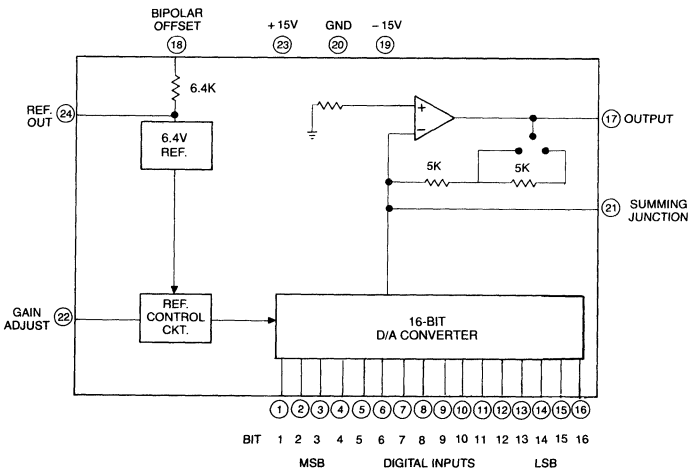 BIPOLAR
OFFSET
18
+ 15V
23
GND
20
- 15V
19
6.4K
REF.
OUT
24
6.4V
REF.
+
−
17
OUTPUT
5K
5K
21
SUMMING
JUNCTION
GAIN
ADJUST
22
REF.
CONTROL
CKT.
16-BIT
D/A CONVERTER
1 2 3 4 5 6 7 8 9 10 11 12 13 14 15 16
BIT 1 2 3 4 5 6 7 8 9 10 11 12 13 14 15 16
MSB DIGITAL INPUTS LSB